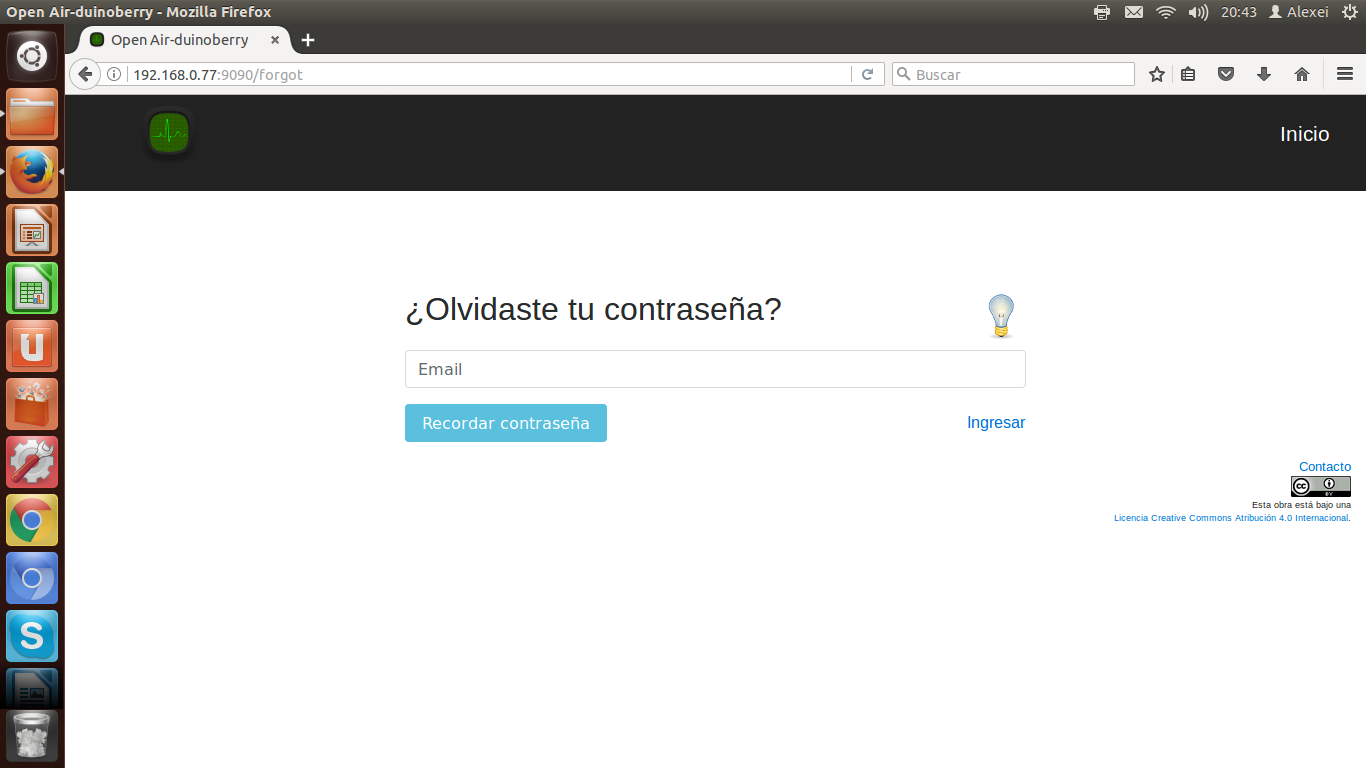 Open Air-duinoberry - Mozilla Firefox
20:43
Alexei
Open Air-duinoberry
192.168.0.77:9090/forgot
Buscar
Inicio
¿Olvidaste tu contraseña?
Email
Recordar contraseña
Ingresar
Contacto
cc
BY
Esta obra está bajo una
Licencia Creative Commons Atribución 4.0 Internacional.